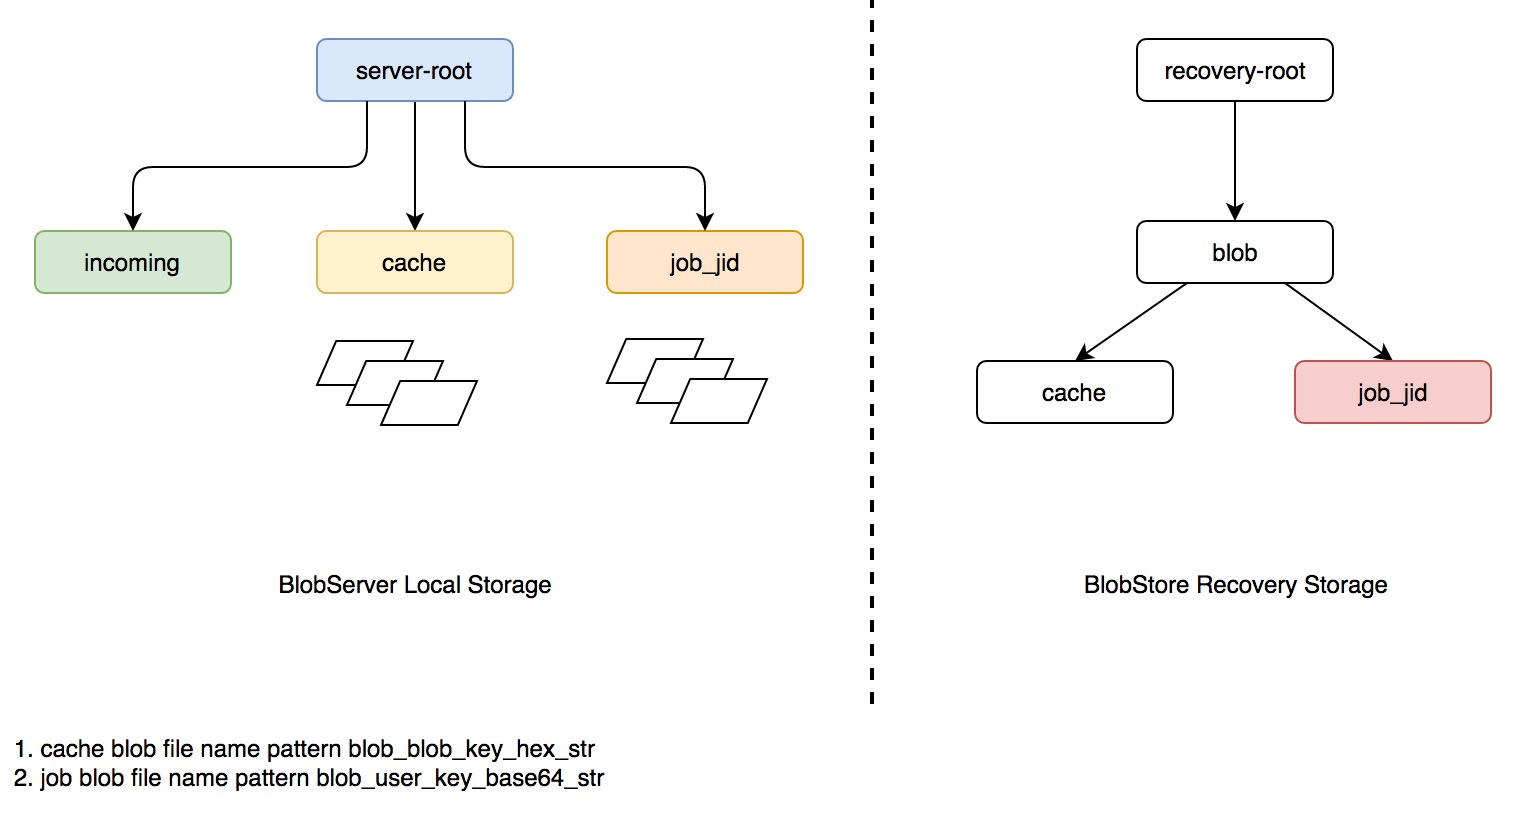 server-root
incoming
cache
job_jid
BlobServer Local Storage
recovery-root
blob
cache
job_jid
BlobStore Recovery Storage
1. cache blob file name pattern blob_blob_key_hex_str
2. job blob file name pattern blob_user_key_base64_str